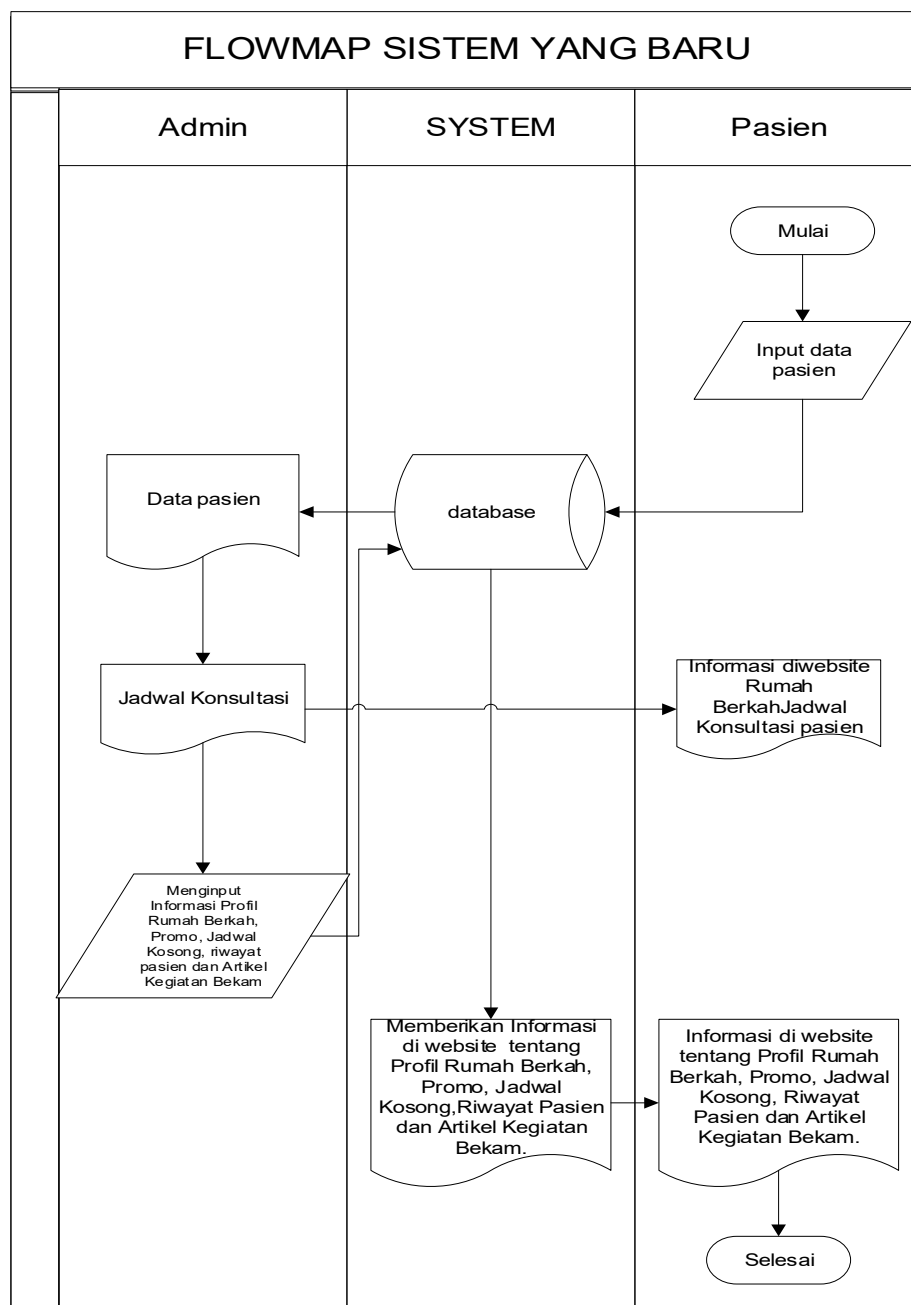 FLOWMAP SISTEM YANG BARU
Admin
SYSTEM
Pasien
Mulai
Input data
pasien
Data pasien
database
Jadwal Konsultasi
Informasi diwebsite
Rumah
BerkahJadwal
Konsultasi pasien
Menginput
Informasi Profil
Rumah Berkah,
Promo, Jadwal
Kosong, riwayat
pasien dan Artikel
Kegiatan Bekam
Memberikan Informasi
di website tentang
Profil Rumah Berkah,
Promo, Jadwal
Kosong,Riwayat Pasien
dan Artikel Kegiatan
Bekam.
Informasi di website
tentang Profil Rumah
Berkah, Promo, Jadwal
Kosong, Riwayat
Pasien dan Artikel
Kegiatan Bekam.
Selesai